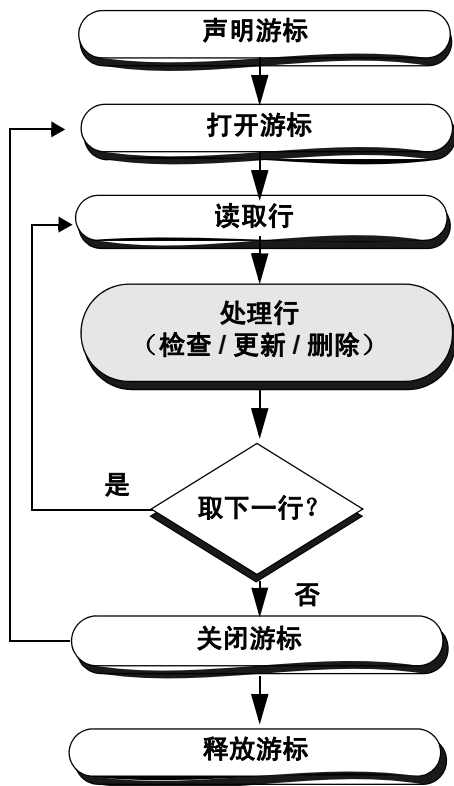 声明游标
打开游标
读取行
处理行
（检查 / 更新 / 删除）
是
取下一行？
否
关闭游标
释放游标